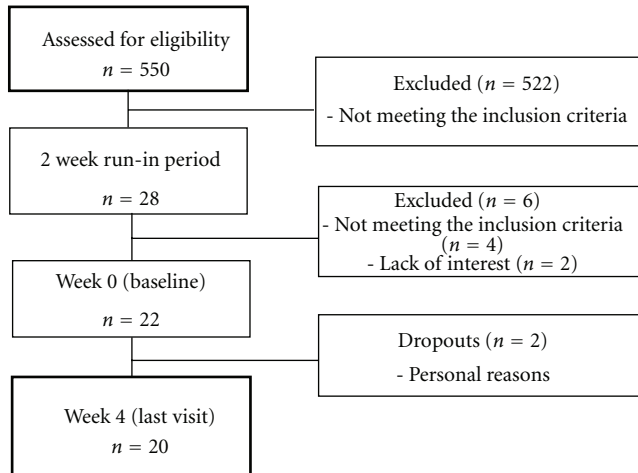 Assessed for eligibility
n = 550
Excluded (n = 522)
- Not meeting the inclusion criteria
2 week run-in period
n = 28
Excluded (n = 6)
- Not meeting the inclusion criteria
(n = 4)
- Lack of interest (n = 2)
Week 0 (baseline)
n = 22
Dropouts (n = 2)
- Personal reasons
Week 4 (last visit)
n = 20